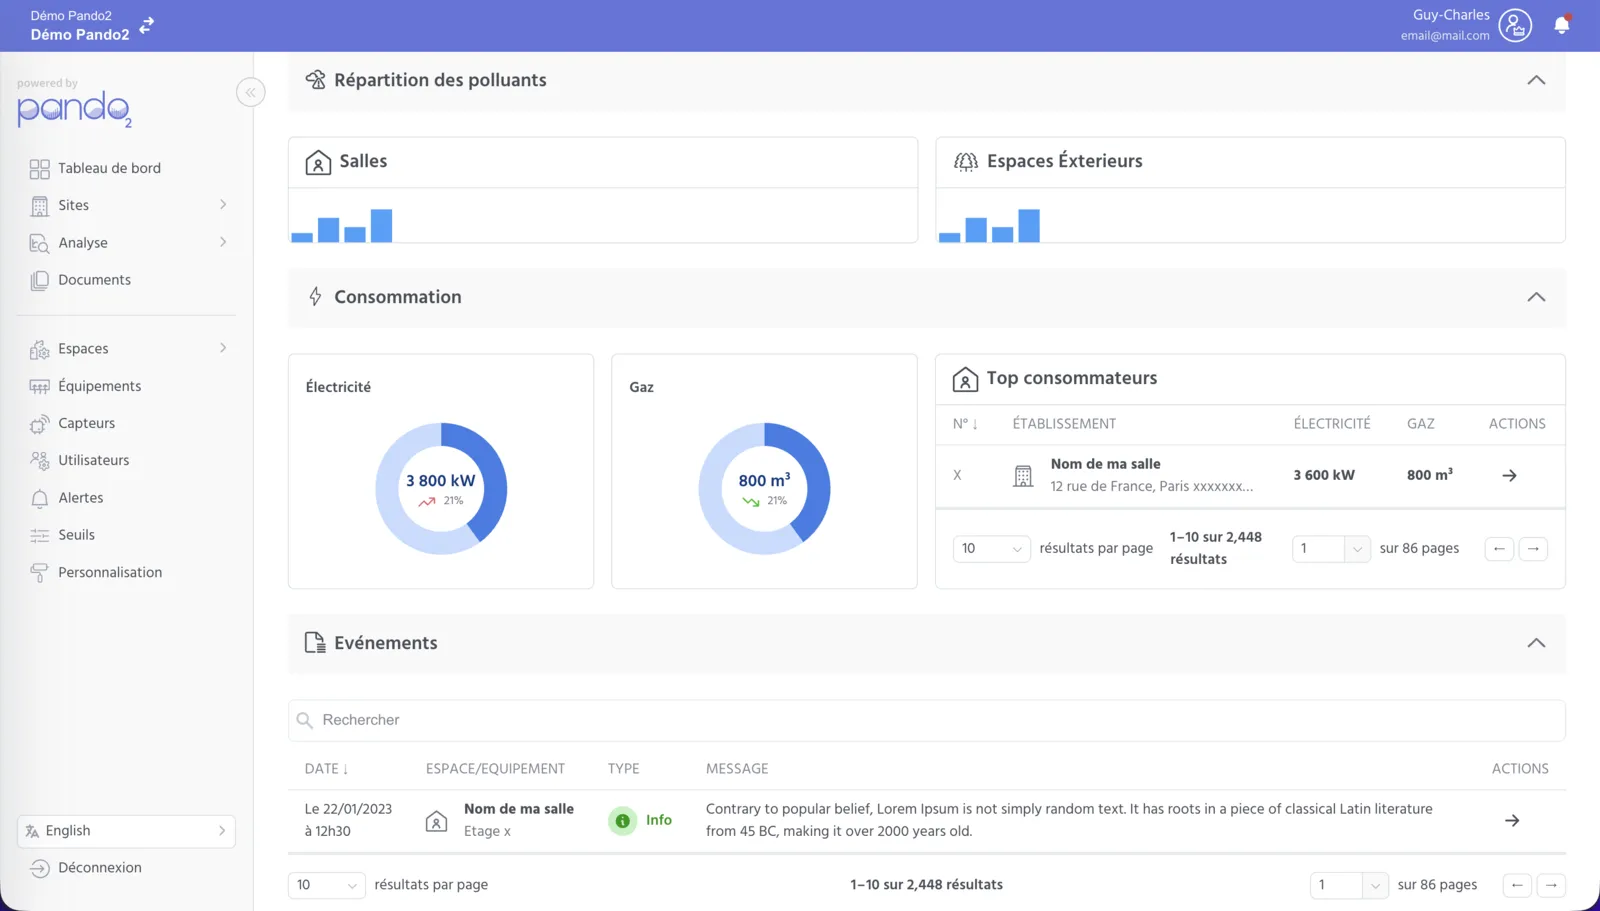 Démo Pando2
Démo Pando2
Guy-Charles
email@mail.com
powered by
pando2
Tableau de bord
Sites
Analyse
Documents
Espaces
Équipements
Capteurs
Utilisateurs
Alertes
Seuils
Personnalisation
English
Déconnexion
Répartition des polluants
Salles
Espaces Éxterieurs
Consommation
Électricité
3 800 kW
21%
Gaz
800 m³
21%
Top consommateurs
N° ↓ ÉTABLISSEMENT ÉLECTRICITÉ GAZ ACTIONS
X Nom de ma salle 3 600 kW 800 m³ →
12 rue de France, Paris xxxxxxx...
10 résultats par page 1–10 sur 2,448 résultats 1 sur 86 pages ← →
Evénements
Rechercher
DATE ↓ ESPACE/EQUIPEMENT TYPE MESSAGE ACTIONS
Le 22/01/2023 Nom de ma salle Info Contrary to popular belief, Lorem Ipsum is not simply random text. It has roots in a piece of classical Latin literature →
à 12h30 Etage x from 45 BC, making it over 2000 years old.
10 résultats par page 1–10 sur 2,448 résultats 1 sur 86 pages ← →